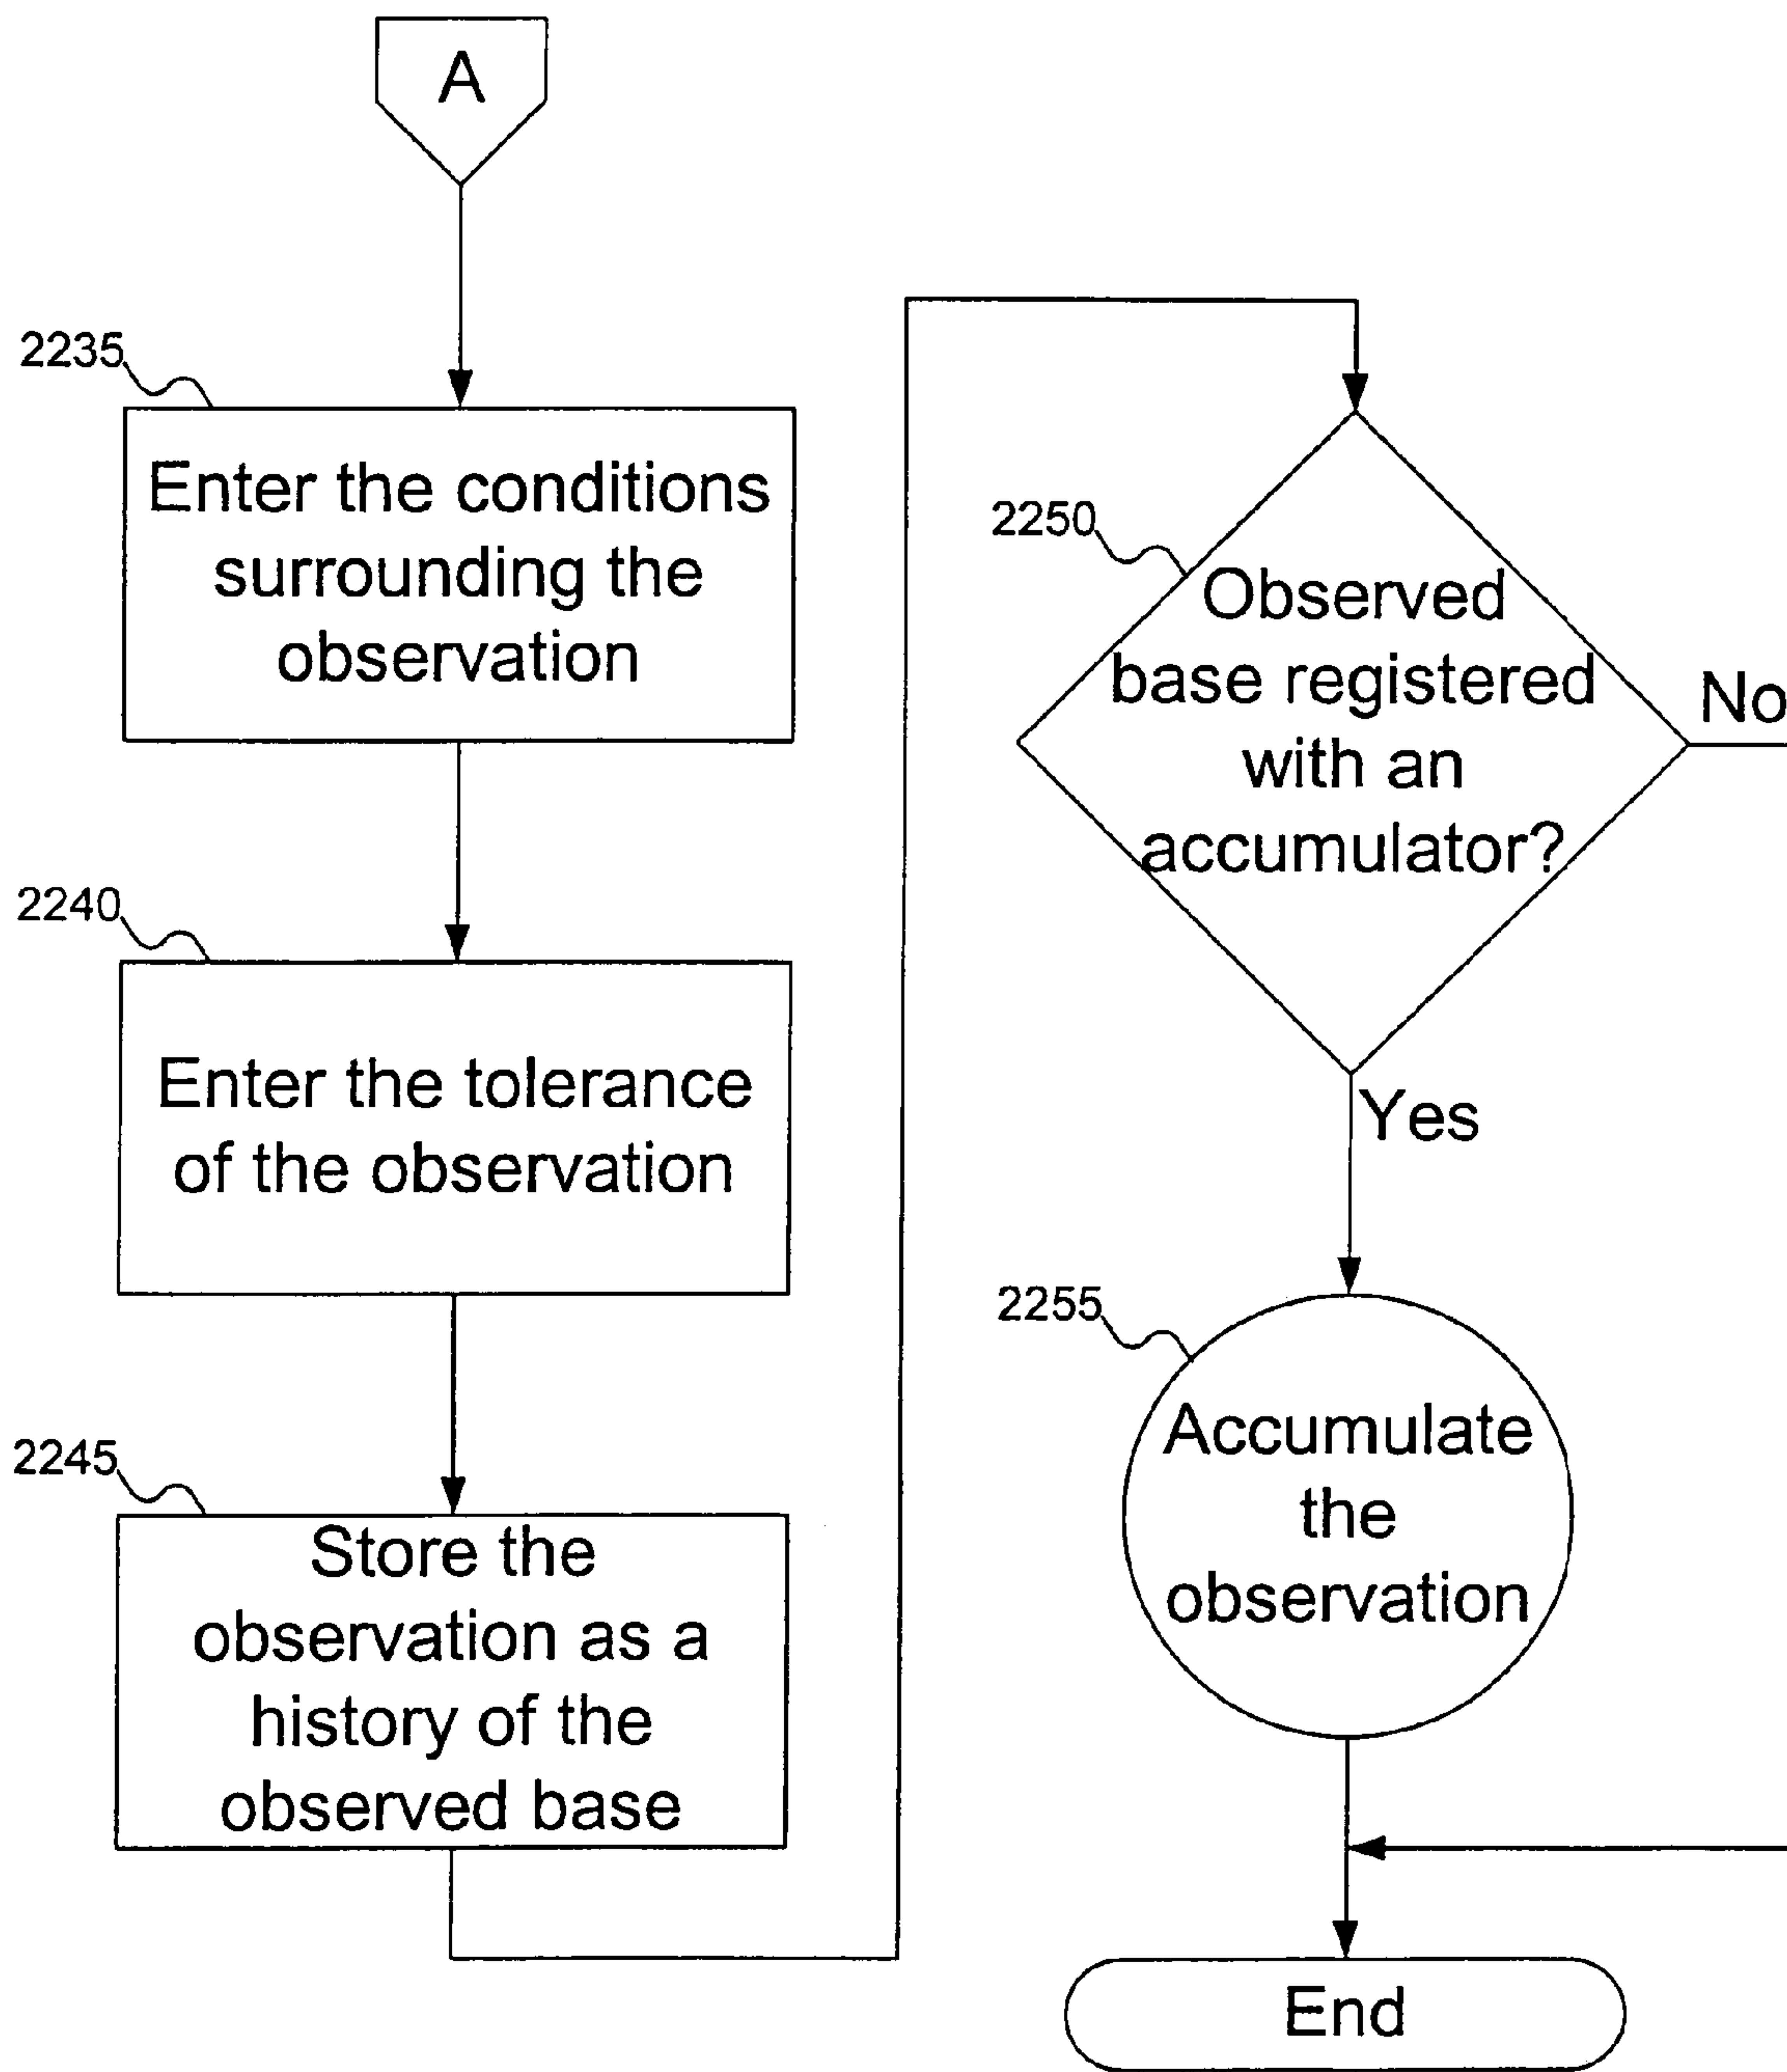 A
2235
Enter the conditions
surrounding the
observation
2240
Enter the tolerance
of the observation
2245
Store the
observation as a
history of the
observed base
2250
Observed
base registered
with an
accumulator?
No
Yes
2255
Accumulate
the
observation
End